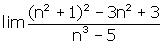 lim (n² + 1)² - 3n² + 3
n³ - 5